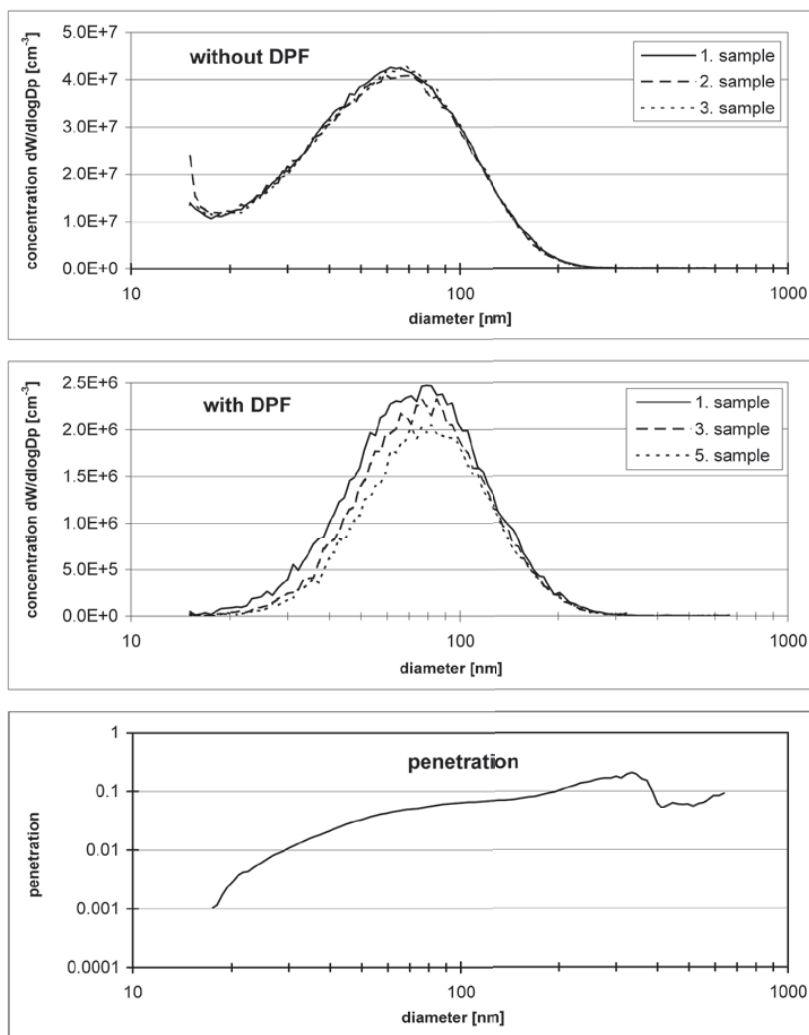 without DPF
1. sample
2. sample
3. sample
concentration dW/dlogDp [cm-3]
5.0E+7
4.0E+7
3.0E+7
2.0E+7
1.0E+7
0.0E+0
10 100 1000
diameter [nm]
with DPF
1. sample
3. sample
5. sample
concentration dW/dlogDp [cm-3]
2.5E+6
2.0E+6
1.5E+6
1.0E+6
5.0E+5
0.0E+0
10 100 1000
diameter [nm]
penetration
penetration
1
0.1
0.01
0.001
0.0001
10 100 1000
diameter [nm]